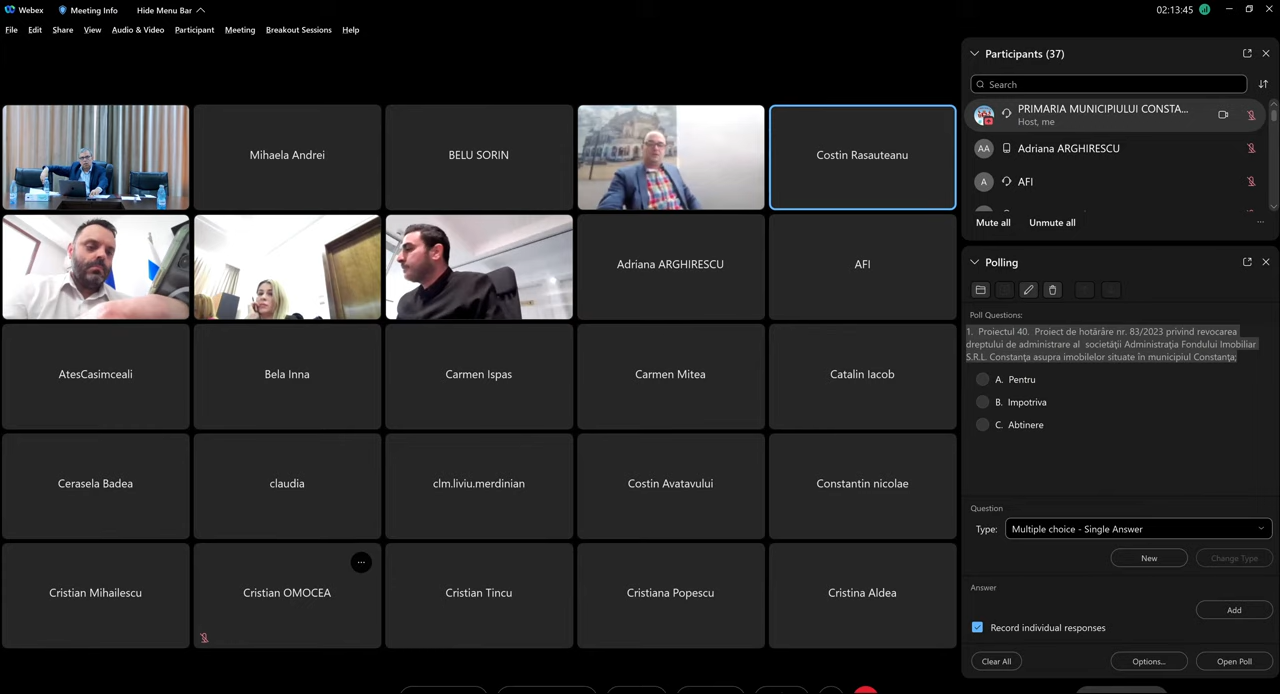 Webex
Meeting Info
Hide Menu Bar
02:13:45
File
Edit
Share
View
Audio & Video
Participant
Meeting
Breakout Sessions
Help
Mihaela Andrei
BELU SORIN
Costin Rasauteanu
Adriana ARGHIRESCU
AFI
AtesCasimceali
Bela Inna
Carmen Ispas
Carmen Mitea
Catalin Iacob
Cerasela Badea
claudia
clm.liviu.merdinian
Costin Avatavului
Constantin nicolae
Cristian Mihailescu
Cristian OMOCEA
Cristian Tincu
Cristiana Popescu
Cristina Aldea
Participants (37)
Search
PRIMARIA MUNICIPIULUI CONSTA...
Host, me
AA
Adriana ARGHIRESCU
A
AFI
Mute all
Unmute all
Polling
Poll Questions:
1. Proiectul 40. Proiect de hotărâre nr. 83/2023 privind revocarea
dreptului de administrare al societății Administrația Fondului Imobiliar
S.R.L. Constanța asupra imobilelor situate în municipiul Constanța;
A. Pentru
B. Impotriva
C. Abtinere
Question
Type:
Multiple choice - Single Answer
New
Change Type
Answer
Add
Record individual responses
Clear All
Options...
Open Poll